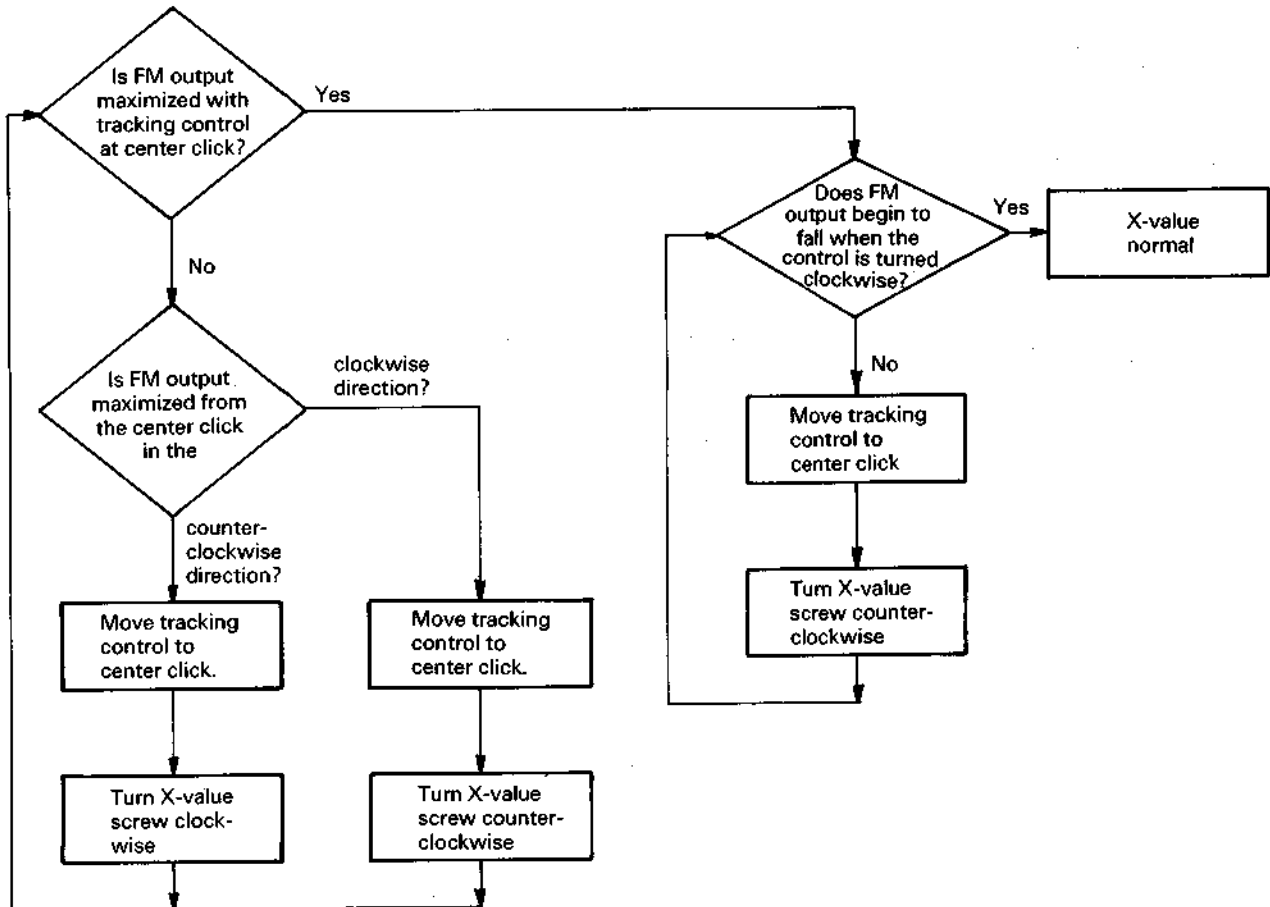 Is FM output
maximized with
tracking control
at center click?
Yes
Does FM
output begin to
fall when the
control is turned
clockwise?
Yes
X-value
normal
No
Is FM output
maximized from
the center click
in the
clockwise
direction?
No
Move tracking
control to
center click
counter-
clockwise
direction?
Turn X-value
screw counter-
clockwise
Move tracking
control to
center click.
Move tracking
control to
center click.
Turn X-value
screw clock-
wise
Turn X-value
screw counter-
clockwise